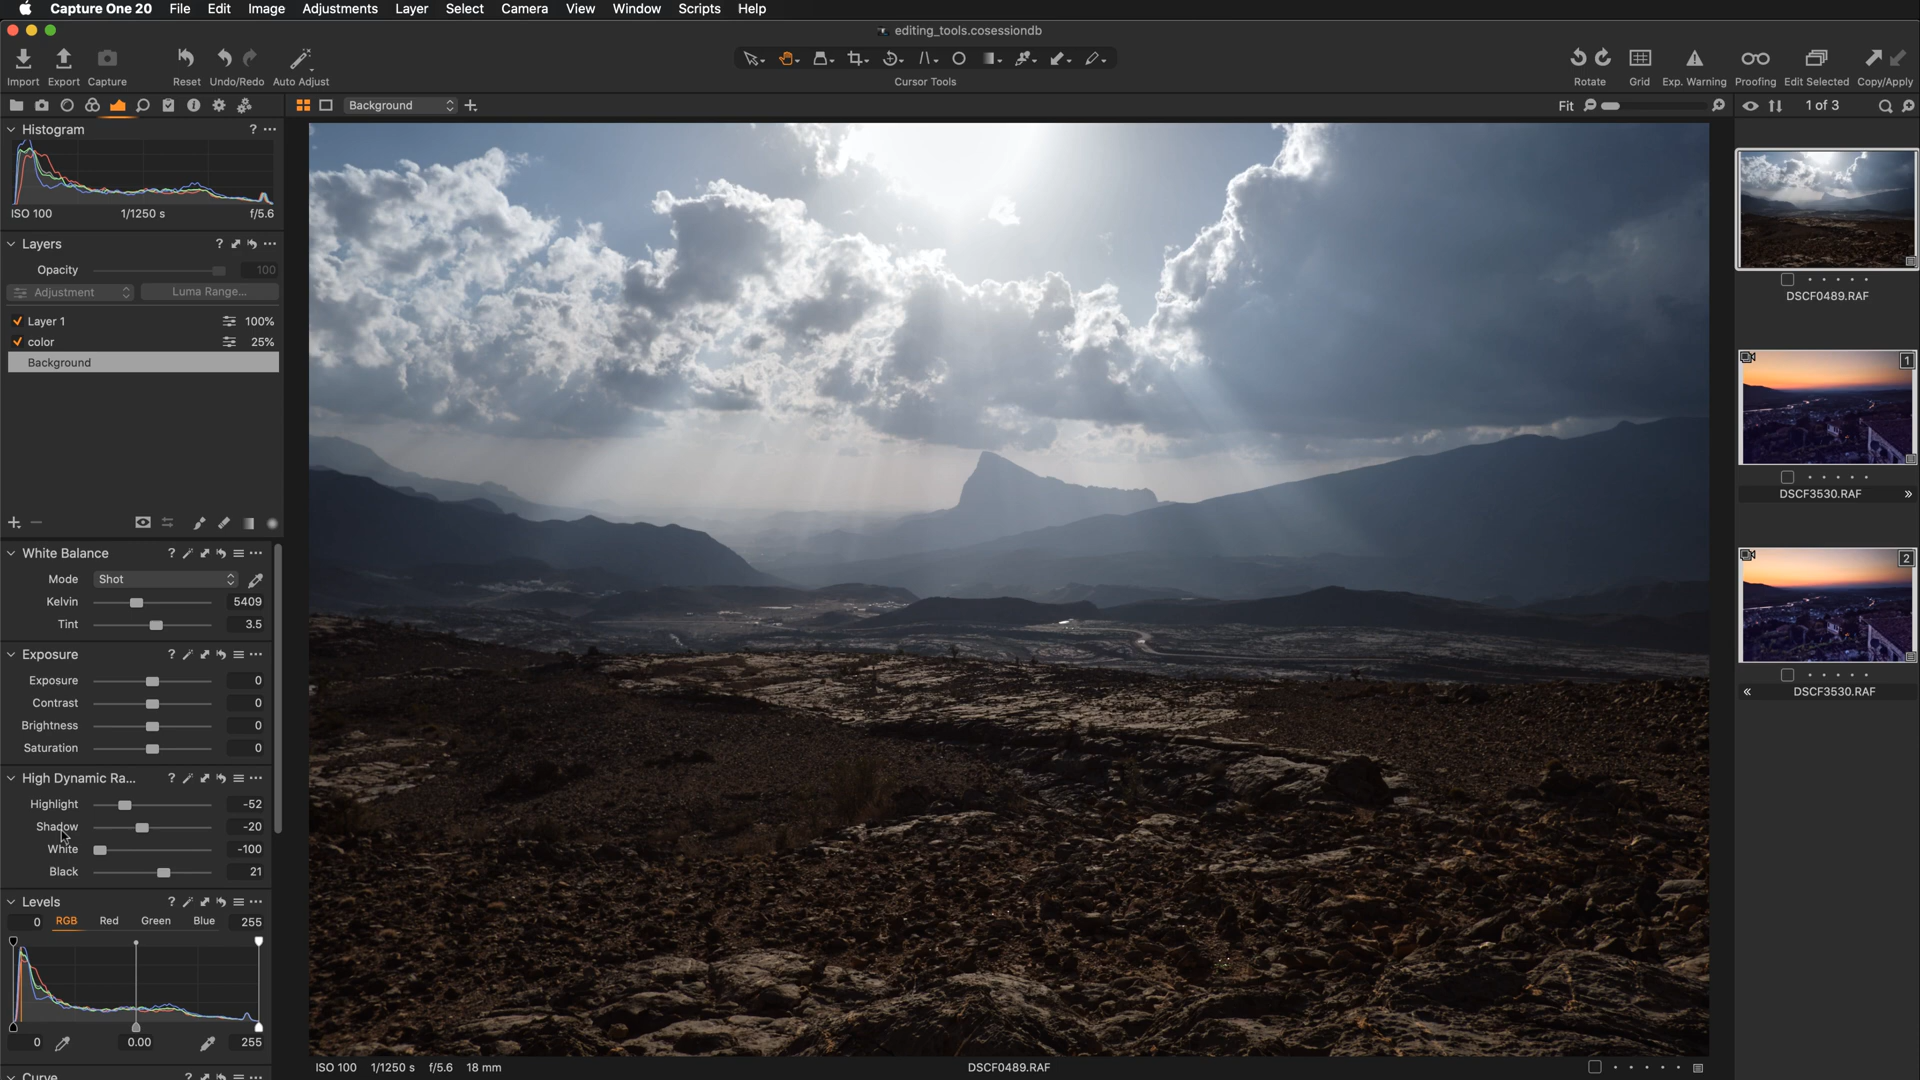 Capture One 20 File Edit Image Adjustments Layer Select Camera View Window Scripts Help
editing_tools.cosessiondb
Import Export Capture Reset Undo/Redo Auto Adjust Cursor Tools Rotate Grid Exp. Warning Proofing Edit Selected Copy/Apply
Background Fit 1 of 3
Histogram ?
ISO 100 1/1250 s f/5.6
Layers ?
Opacity 100
Adjustment Luma Range...
Layer 1 100%
color 25%
Background
White Balance ?
Mode Shot
Kelvin 5409
Tint 3.5
Exposure ?
Exposure 0
Contrast 0
Brightness 0
Saturation 0
High Dynamic Ra... ?
Highlight -52
Shadow -20
White -100
Black 21
Levels ?
0 RGB Red Green Blue 255
0 0.00 255
Curve ?
ISO 100 1/1250 s f/5.6 18 mm DSCF0489.RAF
DSCF0489.RAF
1
DSCF3530.RAF »
2
« DSCF3530.RAF